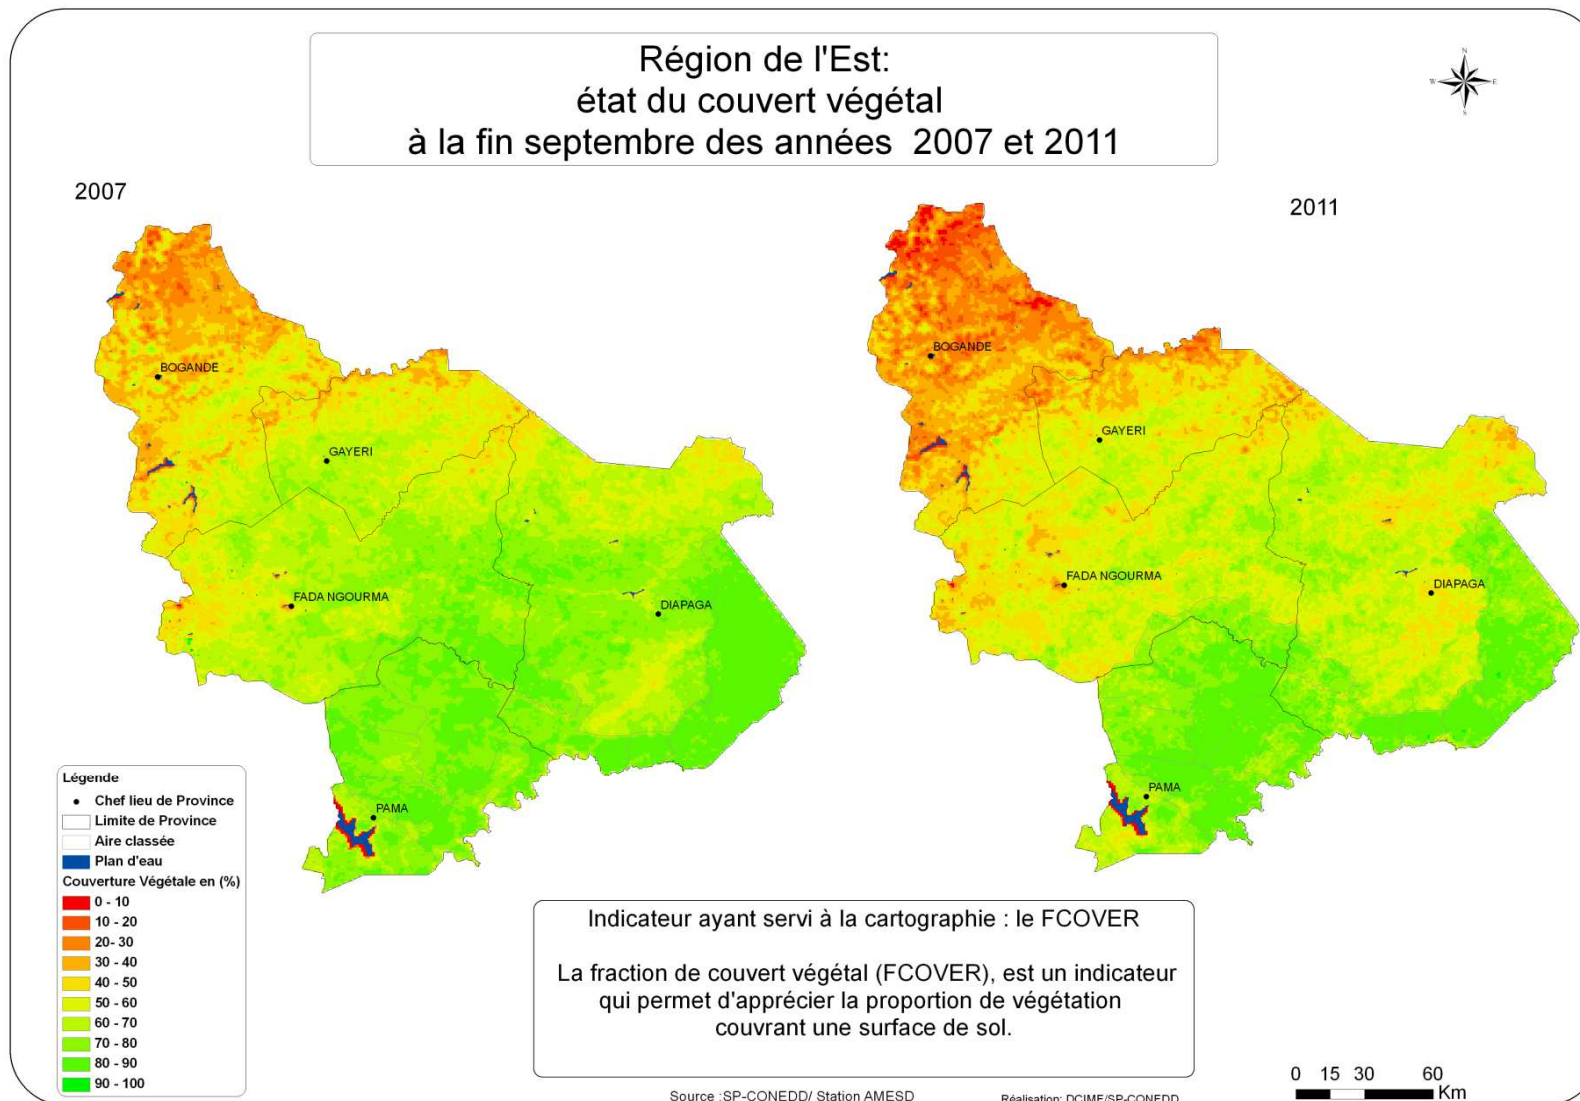 Région de l'Est:
état du couvert végétal
à la fin septembre des années 2007 et 2011
N
W
E
S
2007
2011
BOGANDE
GAYERI
FADA NGOURMA
DIAPAGA
PAMA
BOGANDE
GAYERI
FADA NGOURMA
DIAPAGA
PAMA
Légende
Chef lieu de Province
Limite de Province
Aire classée
Plan d'eau
Couverture Végétale en (%)
0 - 10
10 - 20
20- 30
30 - 40
40 - 50
50 - 60
60 - 70
70 - 80
80 - 90
90 - 100
Indicateur ayant servi à la cartographie : le FCOVER
La fraction de couvert végétal (FCOVER), est un indicateur
qui permet d'apprécier la proportion de végétation
couvrant une surface de sol.
0 15 30 60
Km
Source :SP-CONEDD/ Station AMESD
Réalisation: DCIME/SP-CONEDD